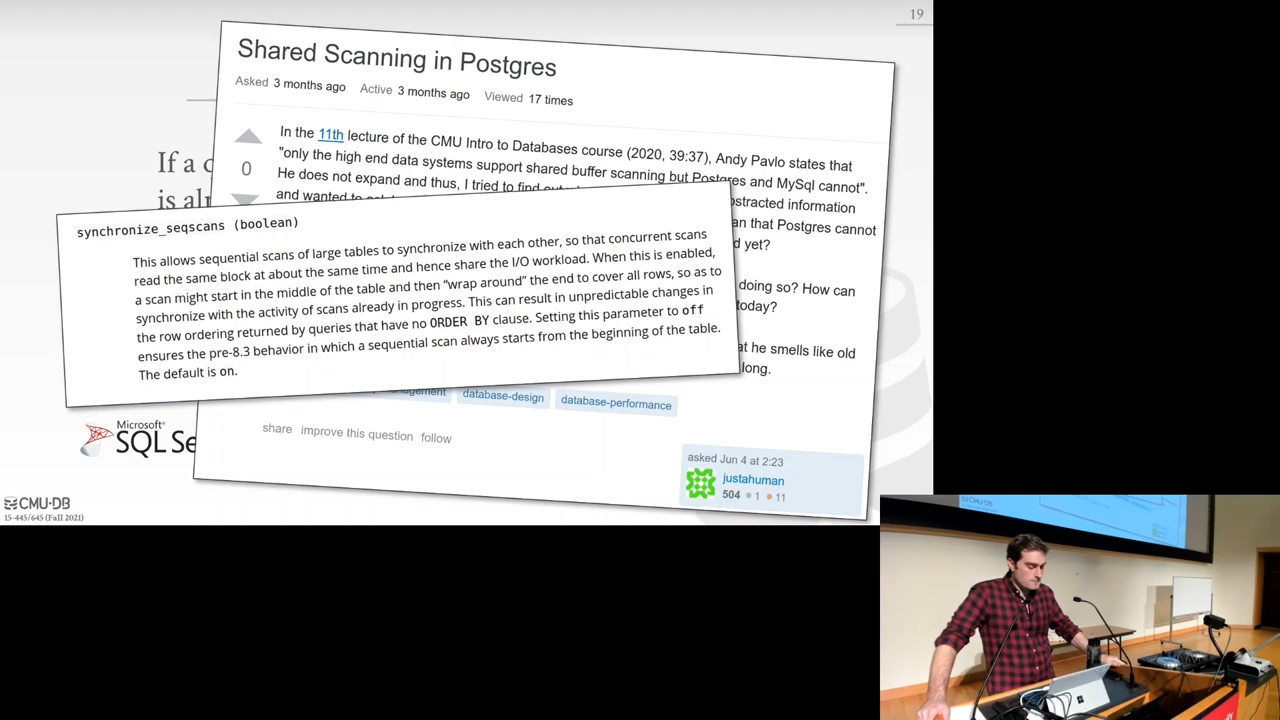 19
Shared Scanning in Postgres
Asked 3 months ago Active 3 months ago Viewed 17 times
0
In the 11th lecture of the CMU Intro to Databases course (2020, 39:37), Andy Pavlo states that
"only the high end data systems support shared buffer scanning but Postgres and MySql cannot".
He does not expand and thus, I tried to find
and wanted
information
an that Postgres cannot
yet?
doing so? How can
today?
at he smells like old
long.
If a
is
synchronize_seqscans (boolean)
This allows sequential scans of large tables to synchronize with each other, so that concurrent scans
read the same block at about the same time and hence share the I/O workload. When this is enabled,
a scan might start in the middle of the table and then “wrap around” the end to cover all rows, so as to
synchronize with the activity of scans already in progress. This can result in unpredictable changes in
the row ordering returned by queries that have no ORDER BY clause. Setting this parameter to off
ensures the pre-8.3 behavior in which a sequential scan always starts from the beginning of the table.
The default is on.
database-design database-performance
share improve this question follow
asked Jun 4 at 2:23
justahuman
504 1 11
Microsoft®
SQL Se
CMU·DB
15-445/645 (Fall 2021)